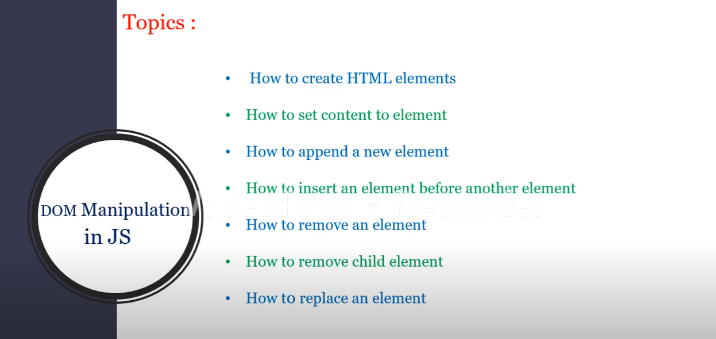 Topics :
How to create HTML elements
How to set content to element
How to append a new element
How to insert an element before another element
How to remove an element
How to remove child element
How to replace an element
DOM Manipulation
in JS